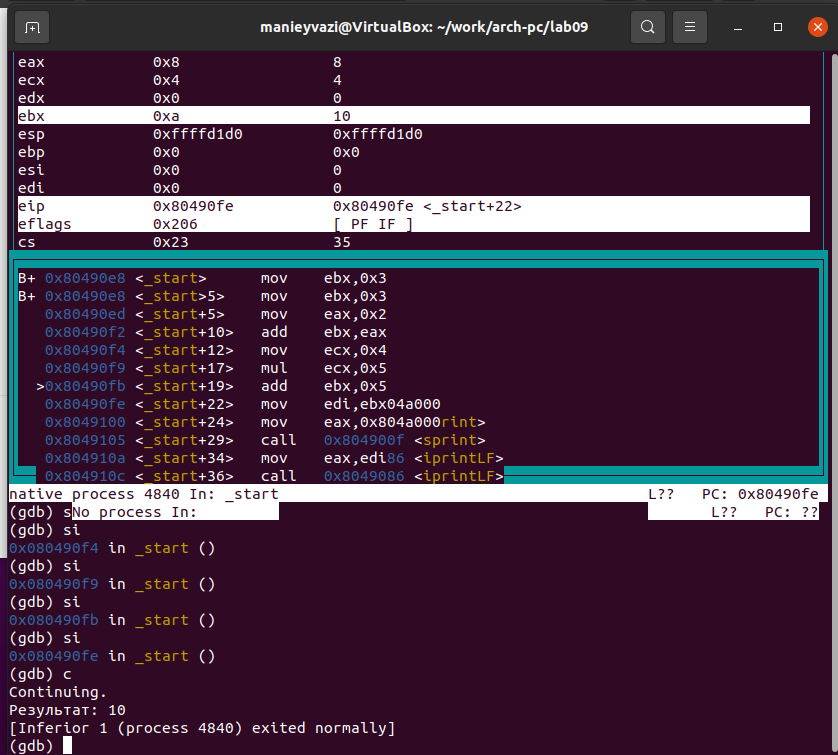 manieyvazi@VirtualBox: ~/work/arch-pc/lab09
eax 0x8 8
ecx 0x4 4
edx 0x0 0
ebx 0xa 10
esp 0xffffd1d0 0xffffd1d0
ebp 0x0 0x0
esi 0x0 0
edi 0x0 0
eip 0x80490fe 0x80490fe <_start+22>
eflags 0x206 [ PF IF ]
cs 0x23 35
B+ 0x80490e8 <_start> mov ebx,0x3
B+ 0x80490e8 <_start>5> mov ebx,0x3
0x80490ed <_start+5> mov eax,0x2
0x80490f2 <_start+10> add ebx,eax
0x80490f4 <_start+12> mov ecx,0x4
0x80490f9 <_start+17> mul ecx,0x5
>0x80490fb <_start+19> add ebx,0x5
0x80490fe <_start+22> mov edi,ebx04a000
0x8049100 <_start+24> mov eax,0x804a000rint>
0x8049105 <_start+29> call 0x804900f <sprint>
0x804910a <_start+34> mov eax,edi86 <iprintLF>
0x804910c <_start+36> call 0x8049086 <iprintLF>
native process 4840 In: _start L?? PC: 0x80490fe
(gdb) sNo process In: L?? PC: ??
(gdb) si
0x080490f4 in _start ()
(gdb) si
0x080490f9 in _start ()
(gdb) si
0x080490fb in _start ()
(gdb) si
0x080490fe in _start ()
(gdb) c
Continuing.
Результат: 10
[Inferior 1 (process 4840) exited normally]
(gdb)